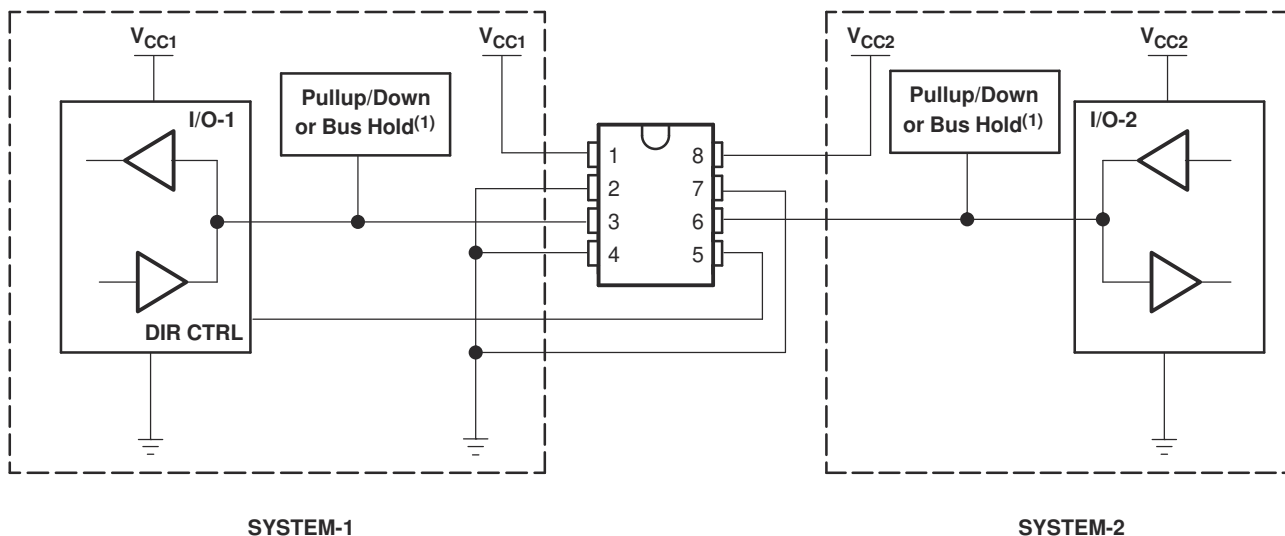 VCC1
VCC1
VCC2
VCC2
Pullup/Down
or Bus Hold(1)
Pullup/Down
or Bus Hold(1)
I/O-1
I/O-2
1
8
2
7
3
6
4
5
DIR CTRL
SYSTEM-1
SYSTEM-2